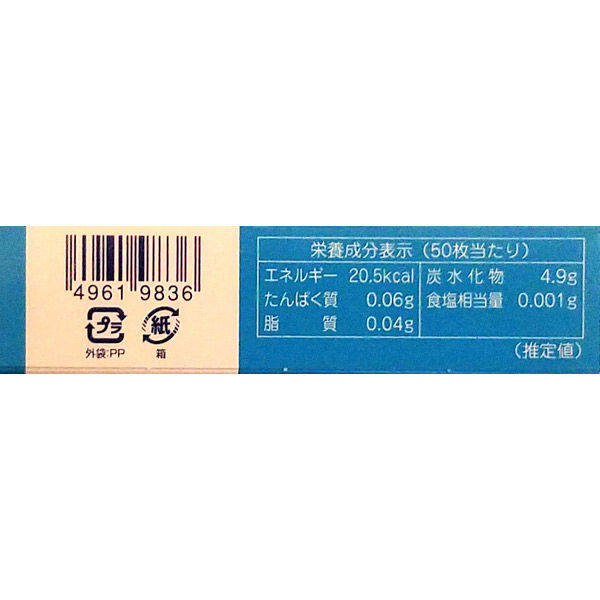 4961 9836
プラ
紙
外袋:PP
箱
栄養成分表示(50枚当たり)
エネルギー 20.5kcal 炭水化物 4.9g
たんぱく質 0.06g 食塩相当量 0.001g
脂質 0.04g
(推定値)